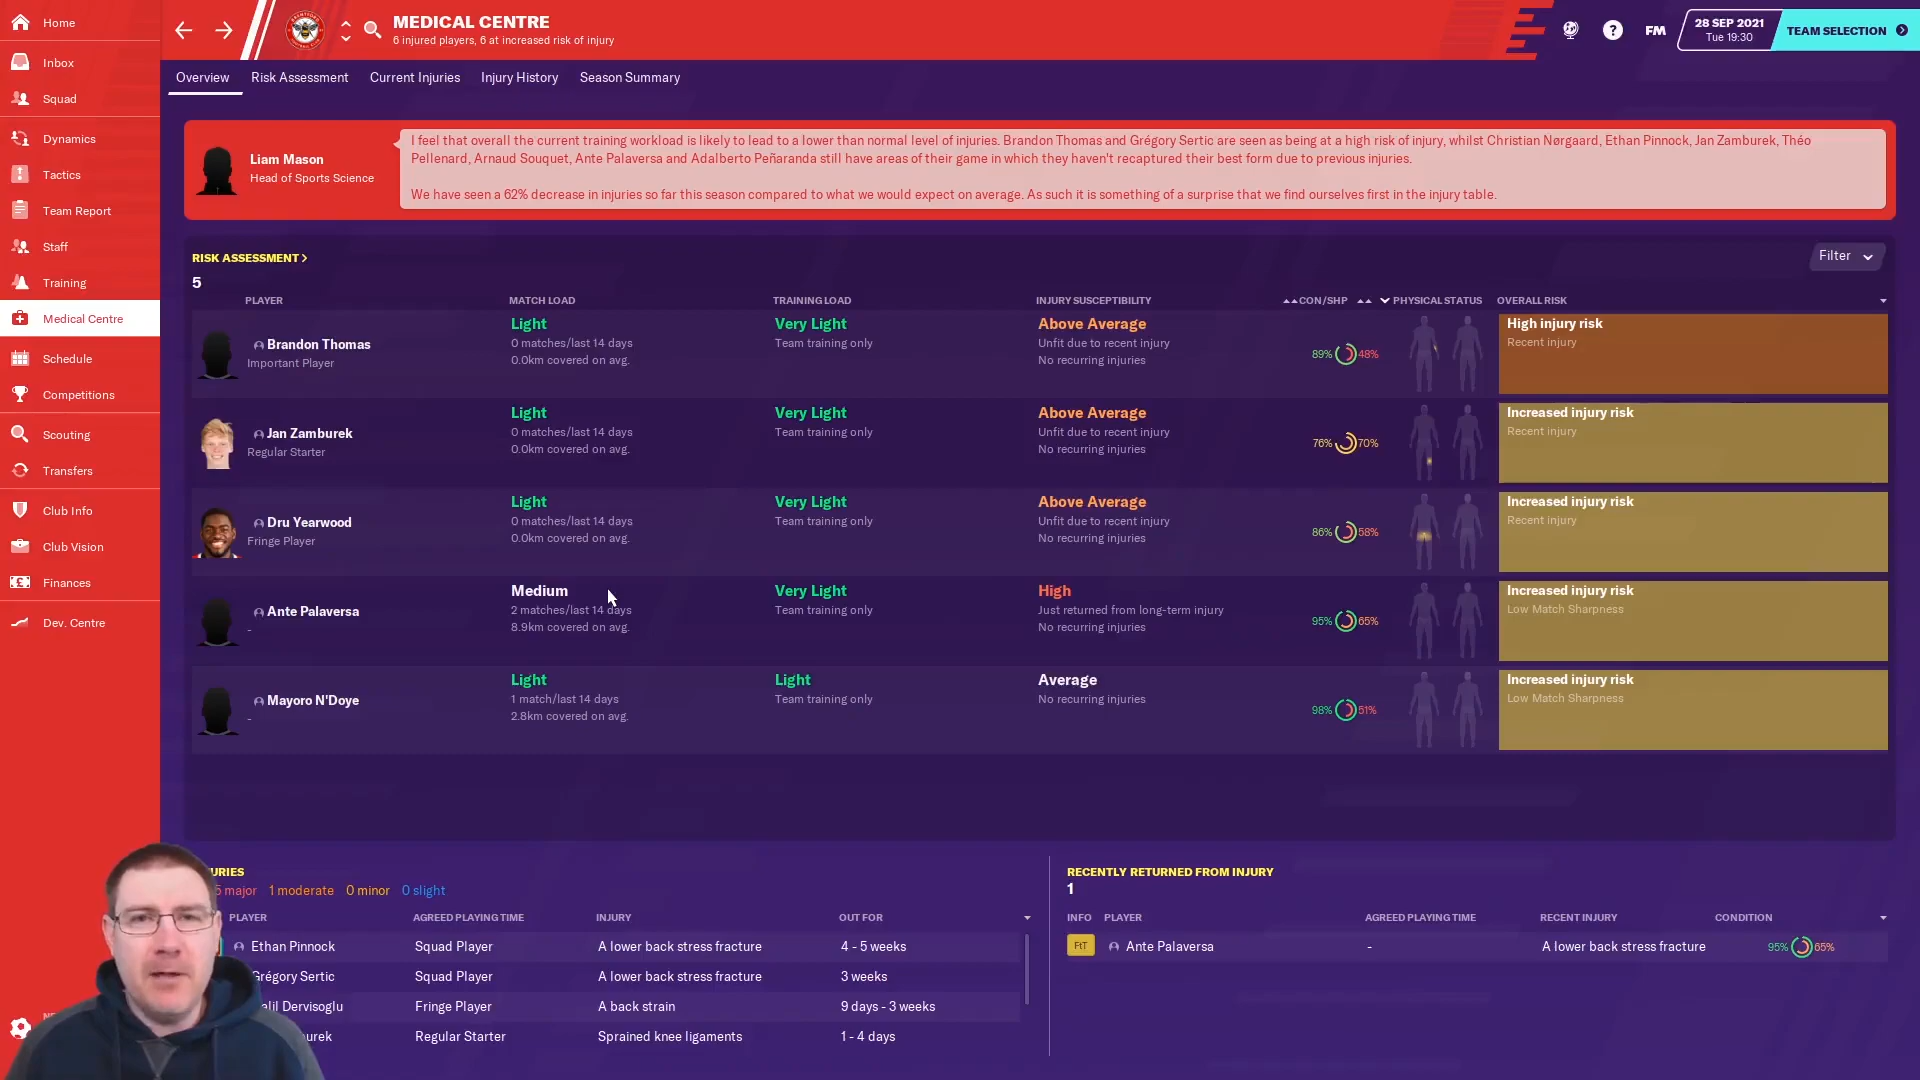 Home
MEDICAL CENTRE
6 injured players, 6 at increased risk of injury
FM
28 SEP 2021
Tue 19:30
TEAM SELECTION
Inbox
Squad
Dynamics
Tactics
Team Report
Staff
Training
Medical Centre
Schedule
Competitions
Scouting
Transfers
Club Info
Club Vision
Finances
Dev. Centre
Overview Risk Assessment Current Injuries Injury History Season Summary
Liam Mason
Head of Sports Science
I feel that overall the current training workload is likely to lead to a lower than normal level of injuries. Brandon Thomas and Grégory Sertic are seen as being at a high risk of injury, whilst Christian Nørgaard, Ethan Pinnock, Jan Zamburek, Théo
Pellenard, Arnaud Souquet, Ante Palaversa and Adalberto Peñaranda still have areas of their game in which they haven't recaptured their best form due to previous injuries.
We have seen a 62% decrease in injuries so far this season compared to what we would expect on average. As such it is something of a surprise that we find ourselves first in the injury table.
RISK ASSESSMENT >
Filter
5
PLAYER MATCH LOAD TRAINING LOAD INJURY SUSCEPTIBILITY CON/SHP PHYSICAL STATUS OVERALL RISK
Light Very Light Above Average High injury risk
Brandon Thomas 0 matches/last 14 days Team training only Unfit due to recent injury 89% 48% Recent injury
Important Player 0.0km covered on avg. No recurring injuries
Light Very Light Above Average Increased injury risk
Jan Zamburek 0 matches/last 14 days Team training only Unfit due to recent injury 76% 70% Recent injury
Regular Starter 0.0km covered on avg. No recurring injuries
Light Very Light Above Average Increased injury risk
Dru Yearwood 0 matches/last 14 days Team training only Unfit due to recent injury 86% 58% Recent injury
Fringe Player 0.0km covered on avg. No recurring injuries
Medium Very Light High Increased injury risk
Ante Palaversa 2 matches/last 14 days Team training only Just returned from long-term injury 95% 65% Low Match Sharpness
- 8.9km covered on avg. No recurring injuries
Light Light Average Increased injury risk
Mayoro N'Doye 1 match/last 14 days Team training only No recurring injuries 98% 51% Low Match Sharpness
- 2.8km covered on avg.
URIES
5 major 1 moderate 0 minor 0 slight
PLAYER AGREED PLAYING TIME INJURY OUT FOR
Ethan Pinnock Squad Player A lower back stress fracture 4 - 5 weeks
Grégory Sertic Squad Player A lower back stress fracture 3 weeks
alil Dervisoglu Fringe Player A back strain 9 days - 3 weeks
urek Regular Starter Sprained knee ligaments 1 - 4 days
RECENTLY RETURNED FROM INJURY
1
INFO PLAYER AGREED PLAYING TIME RECENT INJURY CONDITION
FtT Ante Palaversa - A lower back stress fracture 95% 65%